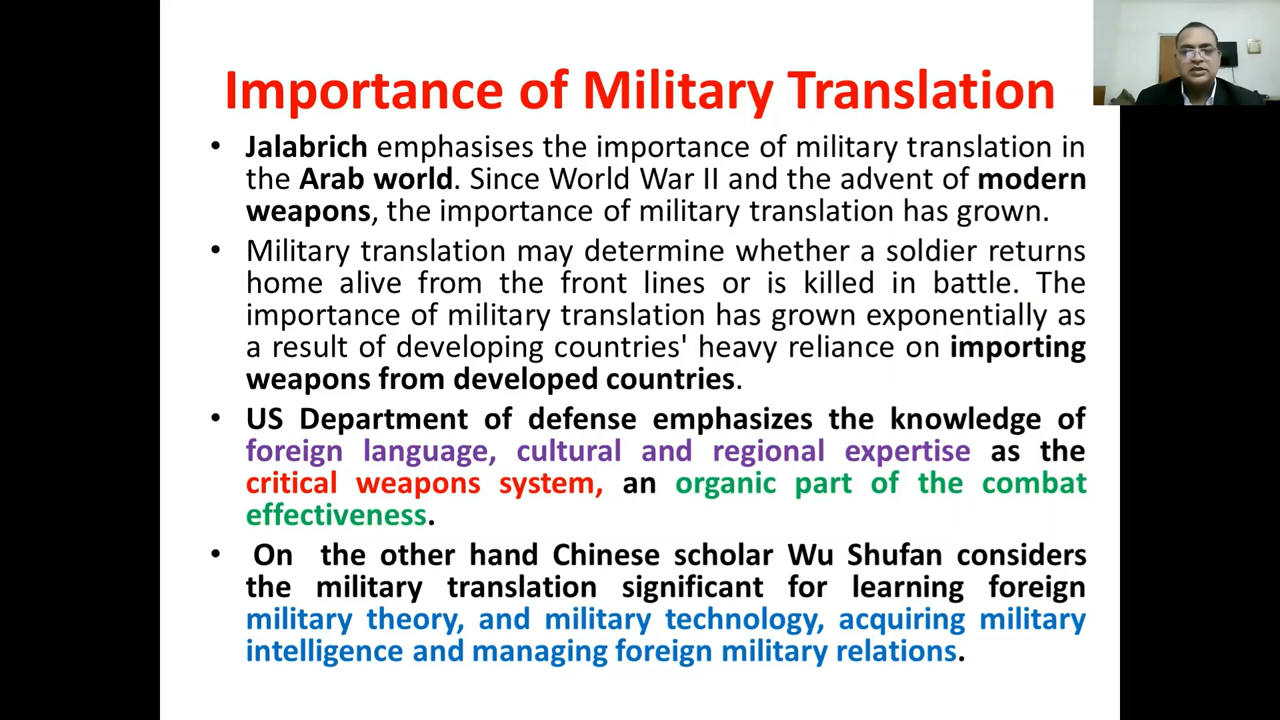 Importance of Military Translation
• Jalabrich emphasises the importance of military translation in
the Arab world. Since World War II and the advent of modern
weapons, the importance of military translation has grown.
• Military translation may determine whether a soldier returns
home alive from the front lines or is killed in battle. The
importance of military translation has grown exponentially as
a result of developing countries' heavy reliance on importing
weapons from developed countries.
• US Department of defense emphasizes the knowledge of
foreign language, cultural and regional expertise as the
critical weapons system, an organic part of the combat
effectiveness.
• On the other hand Chinese scholar Wu Shufan considers
the military translation significant for learning foreign
military theory, and military technology, acquiring military
intelligence and managing foreign military relations.